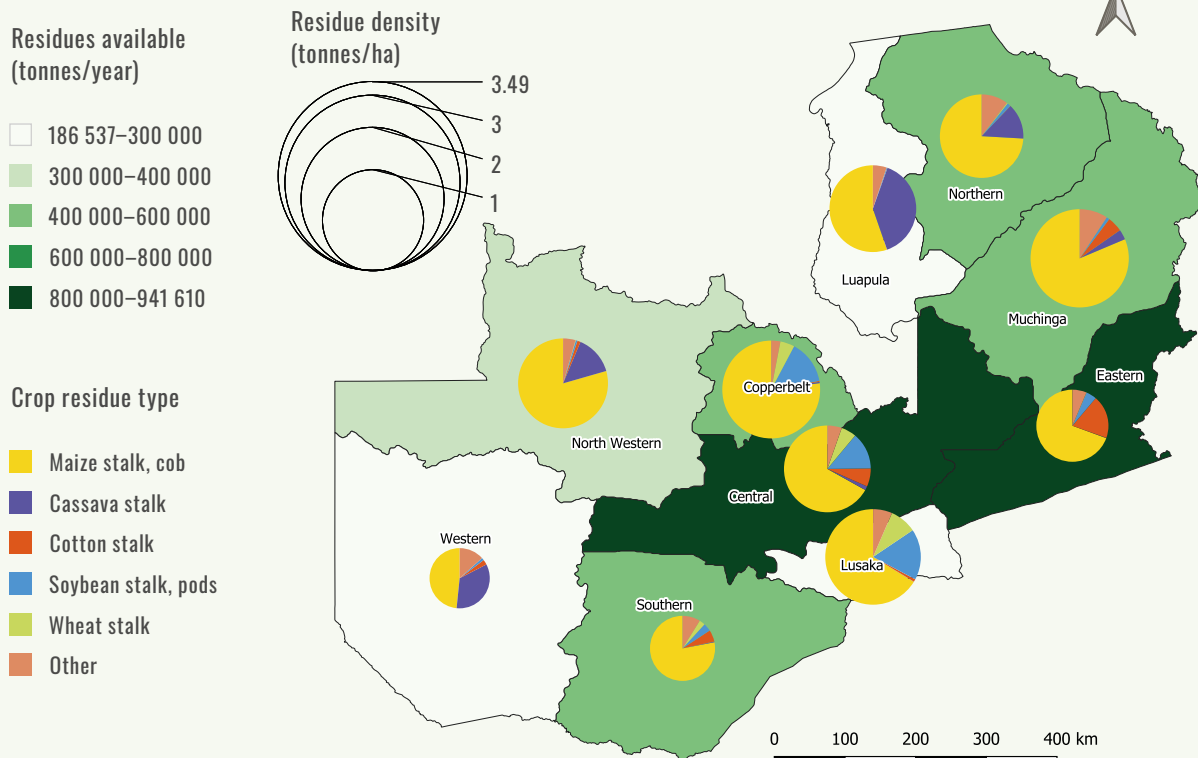 Residues available
(tonnes/year)
186 537–300 000
300 000–400 000
400 000–600 000
600 000–800 000
800 000–941 610
Residue density
(tonnes/ha)
3.49
3
2
1
Crop residue type
Maize stalk, cob
Cassava stalk
Cotton stalk
Soybean stalk, pods
Wheat stalk
Other
Northern
Luapula
Muchinga
Eastern
Copperbelt
North Western
Central
Western
Lusaka
Southern
0 100 200 300 400 km